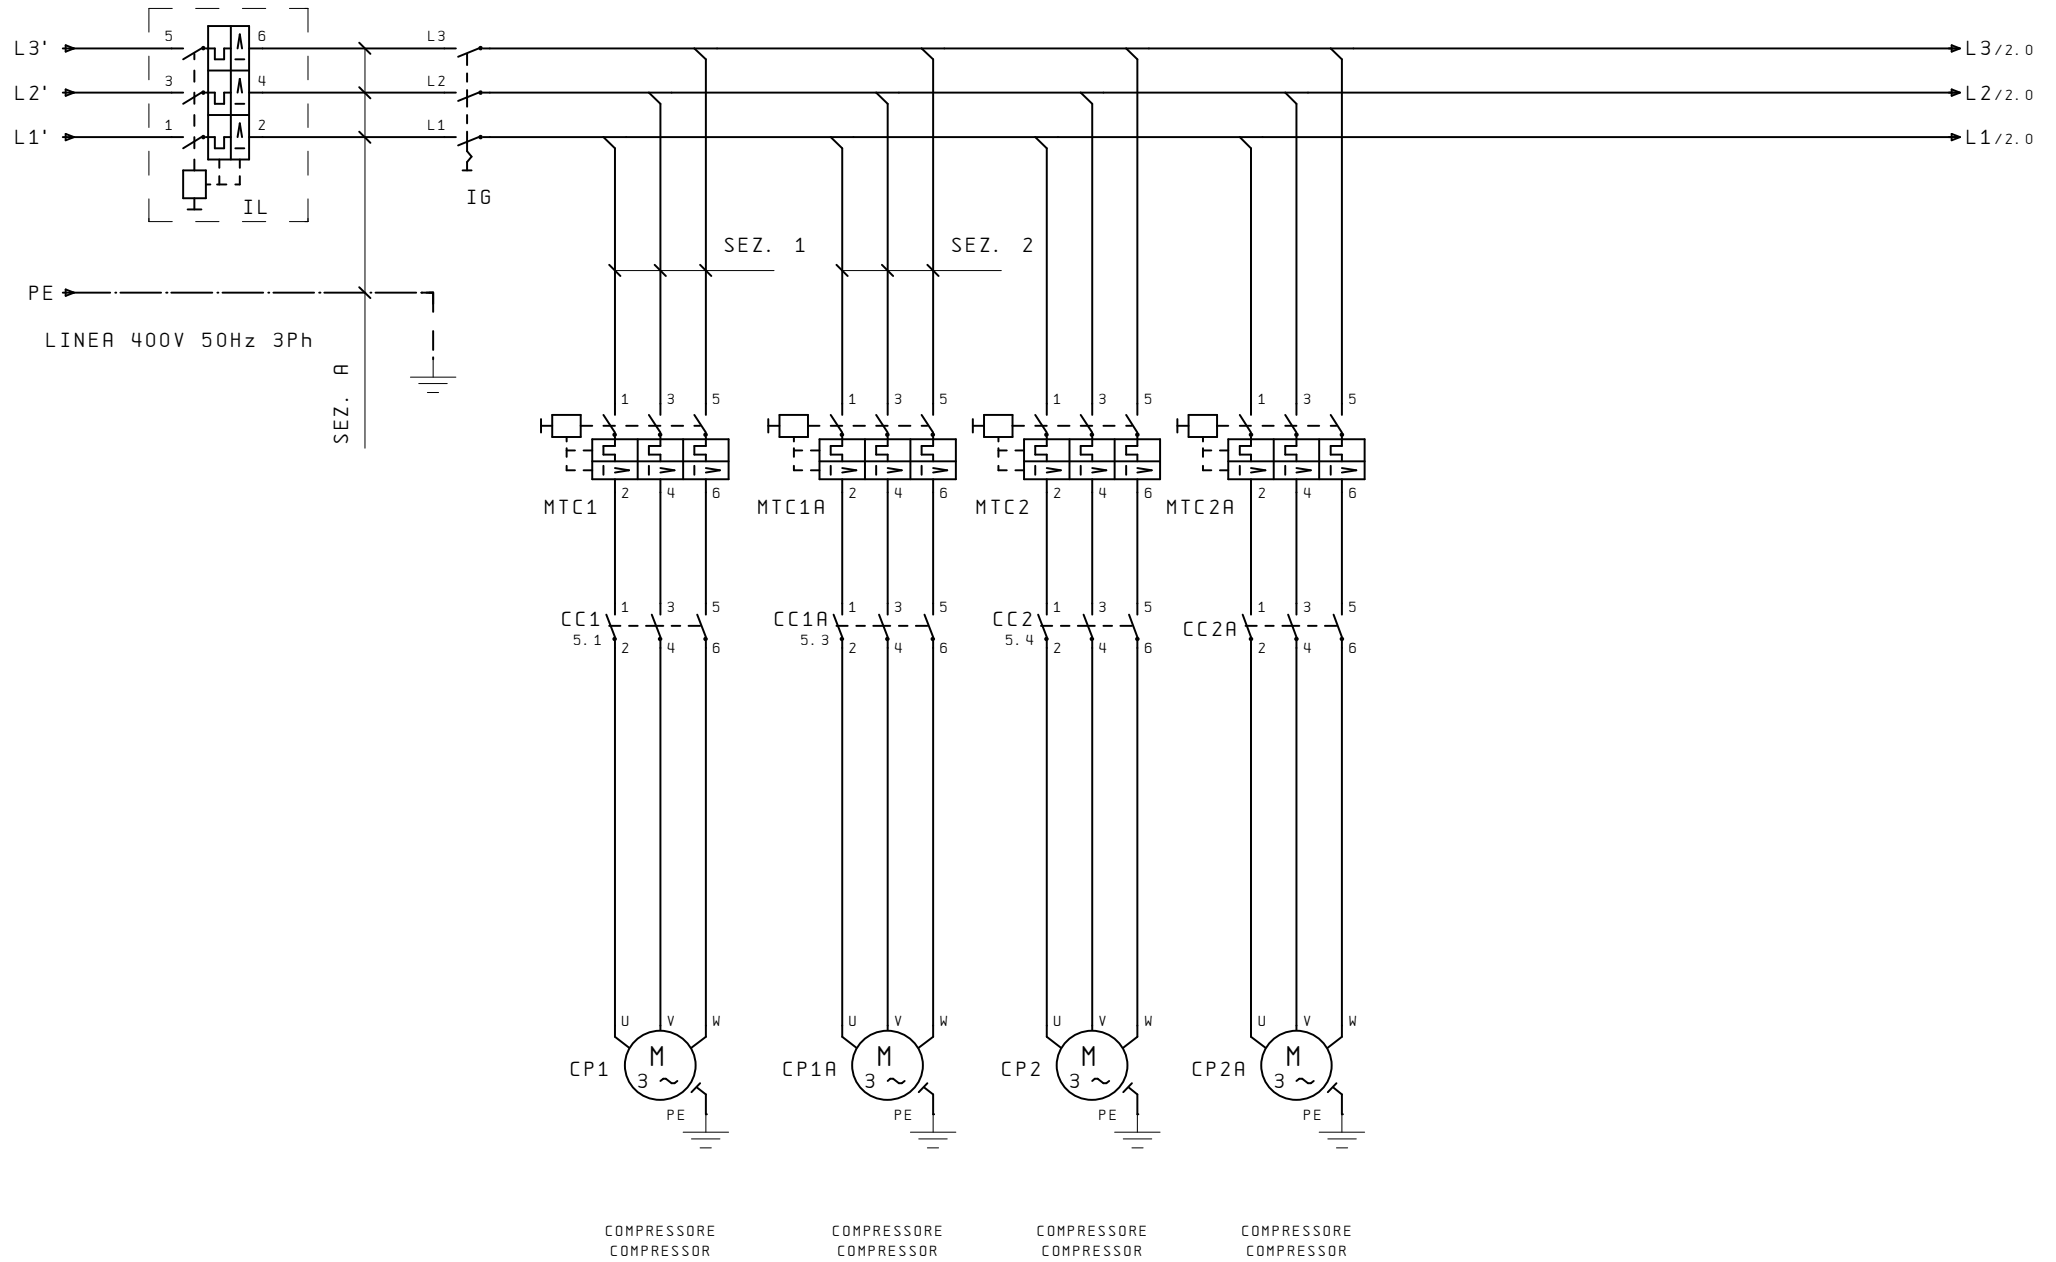 5 6 L3
L3' L3/2.0
3 4 L2
L2' L2/2.0
1 2 L1
L1' L1/2.0
IL IG
SEZ. 1 SEZ. 2
PE
LINEA 400V 50Hz 3Ph
SEZ. A
1 3 5 1 3 5 1 3 5 1 3 5
2 4 6 2 4 6 2 4 6 2 4 6
MTC1 MTC1A MTC2 MTC2A
1 3 5 1 3 5 1 3 5 1 3 5
CC1 CC1A CC2 CC2A
5.1 5.3 5.4
2 4 6 2 4 6 2 4 6 2 4 6
U V W U V W U V W U V W
M M M M
CP1 CP1A CP2 CP2A
3 ~ 3 ~ 3 ~ 3 ~
PE PE PE PE
COMPRESSORE COMPRESSORE COMPRESSORE COMPRESSORE
COMPRESSOR COMPRESSOR COMPRESSOR COMPRESSOR